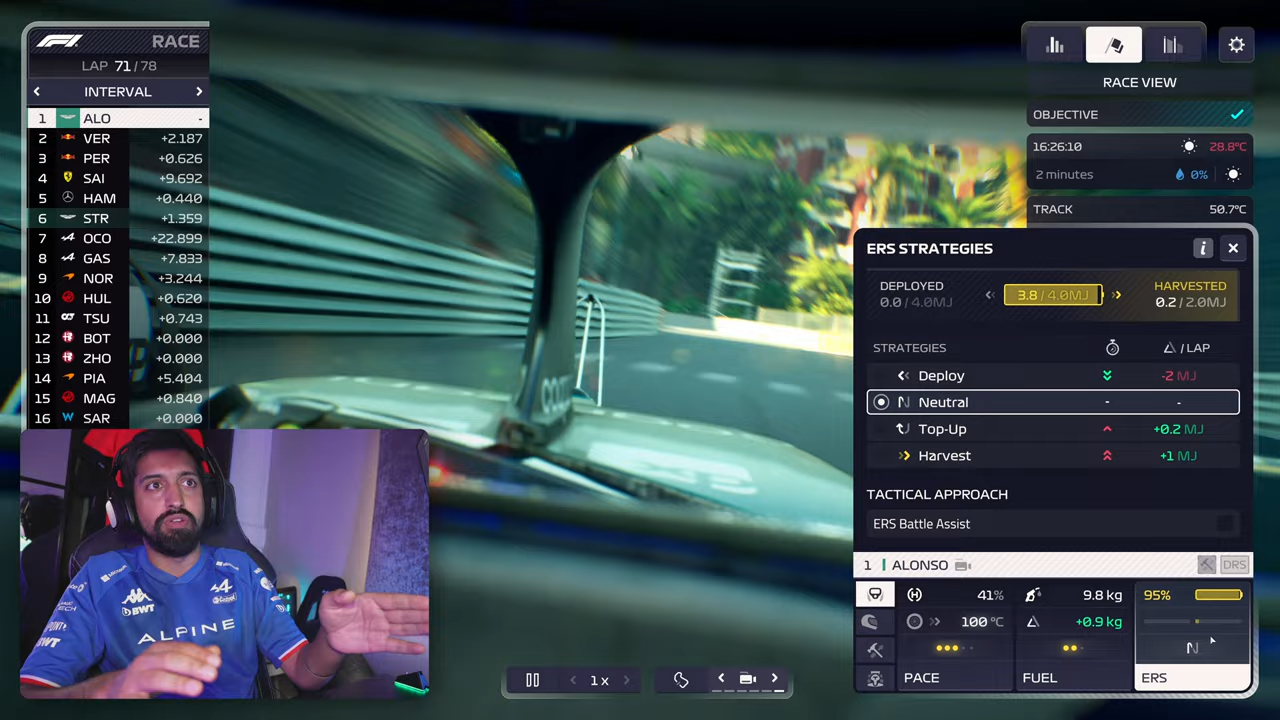 F1 RACE
LAP 71 / 78
INTERVAL
1 ALO -
2 VER +2.187
3 PER +0.626
4 SAI +9.692
5 HAM +0.440
6 STR +1.359
7 OCO +22.899
8 GAS +7.833
9 NOR +3.244
10 HUL +0.620
11 TSU +0.743
12 BOT +0.000
13 ZHO +0.000
14 PIA +5.404
15 MAG +0.840
16 SAR +0.000
RACE VIEW
OBJECTIVE
16:26:10 28.8°C
2 minutes 0%
TRACK 50.7°C
ERS STRATEGIES i
DEPLOYED
0.0 / 4.0MJ
3.8 / 4.0MJ
HARVESTED
0.2 / 2.0MJ
STRATEGIES / LAP
Deploy -2 MJ
N Neutral - -
Top-Up +0.2 MJ
Harvest +1 MJ
TACTICAL APPROACH
ERS Battle Assist
1 ALONSO DRS
H 41% 9.8 kg 95%
100 °C +0.9 kg
N
PACE FUEL ERS
1x
Microsoft
Kappa
BWT
ALPINE